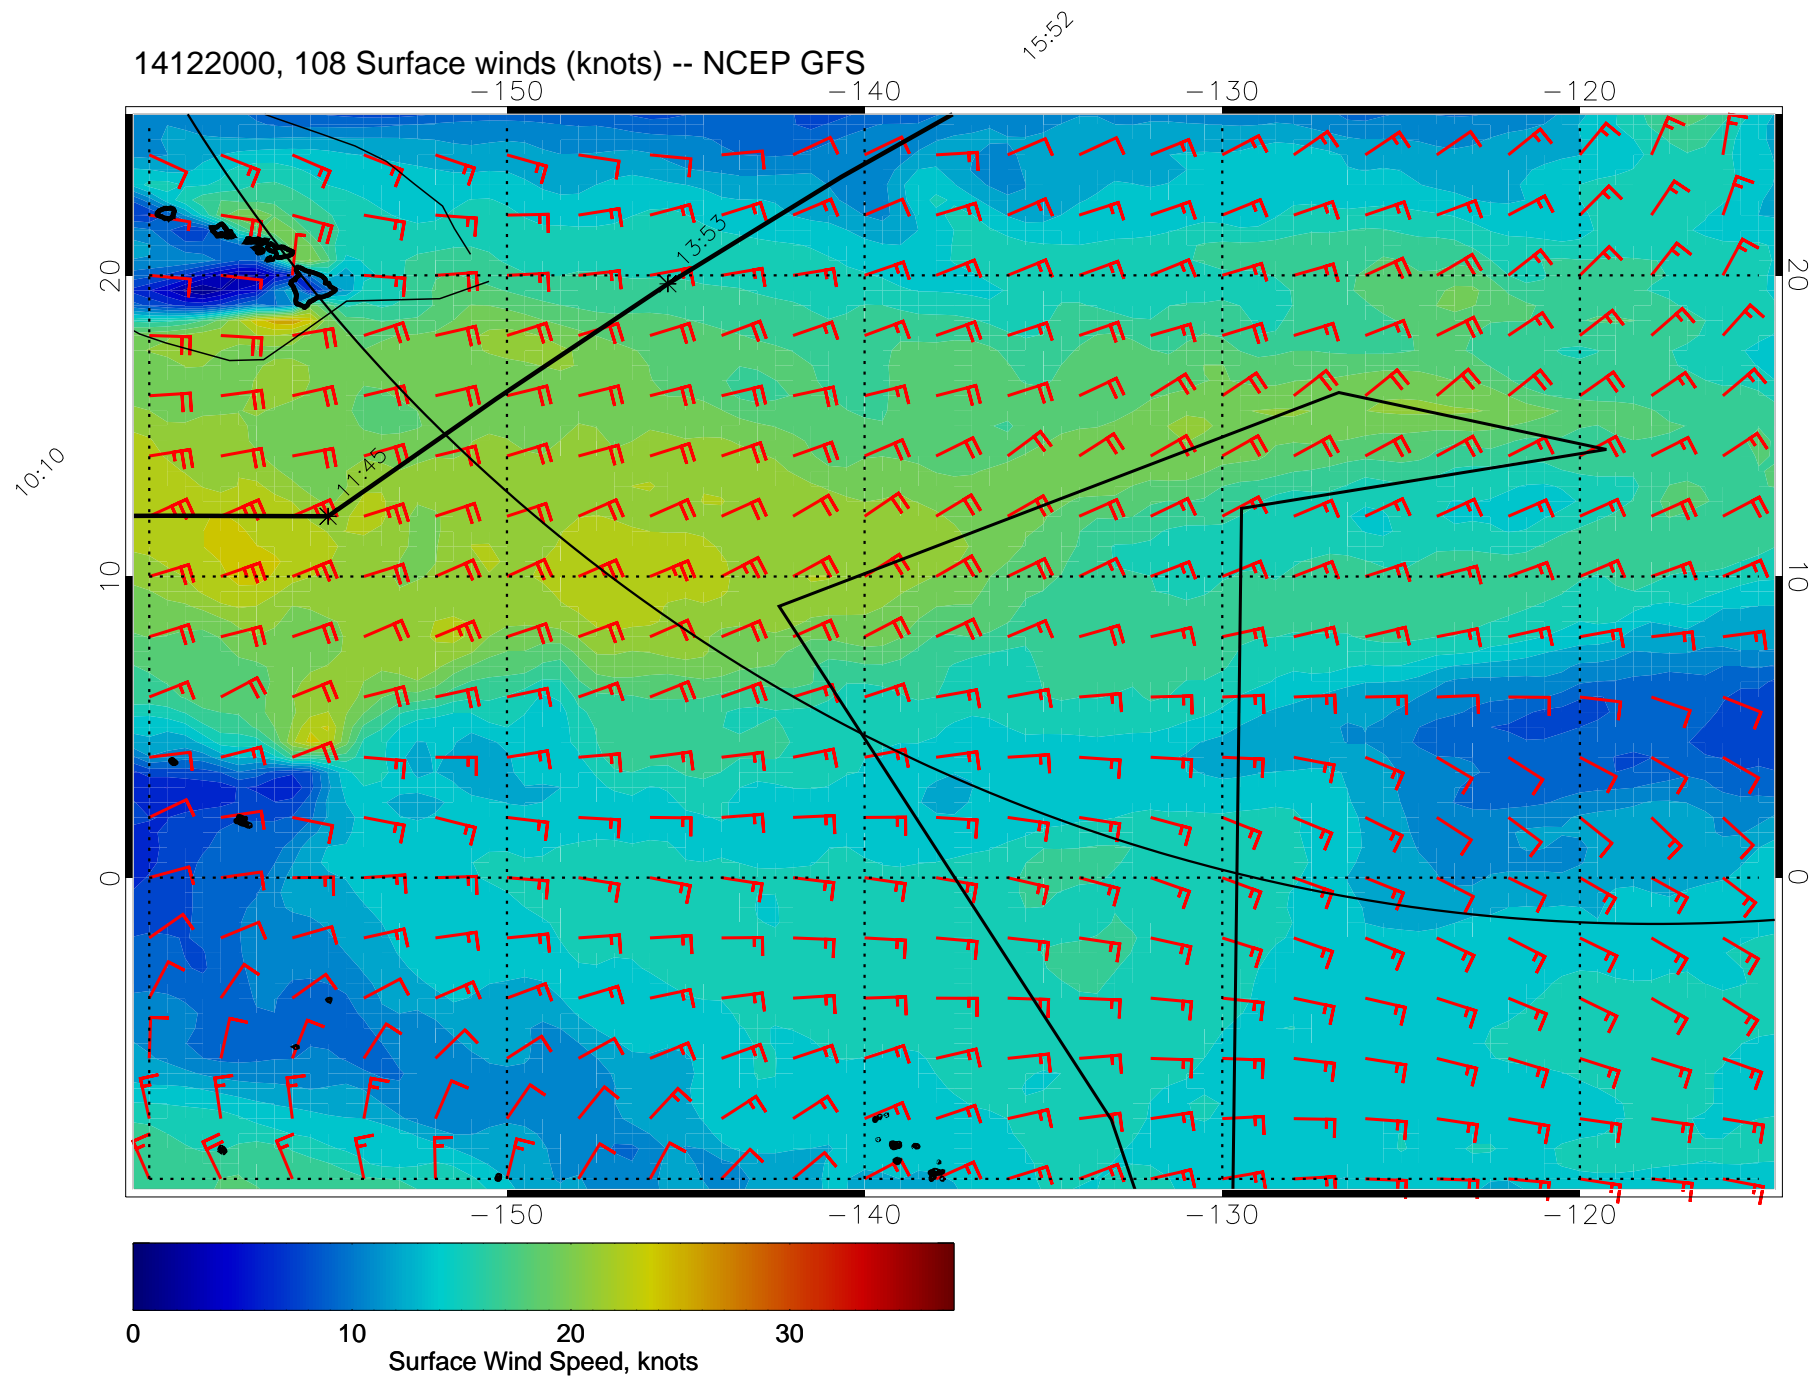 15:52
14122000, 108 Surface winds (knots) -- NCEP GFS
-150 -140 -130 -120
13:53
20 20
11:45
10:10
10 10
0 0
-150 -140 -130 -120
0 10 20 30
Surface Wind Speed, knots